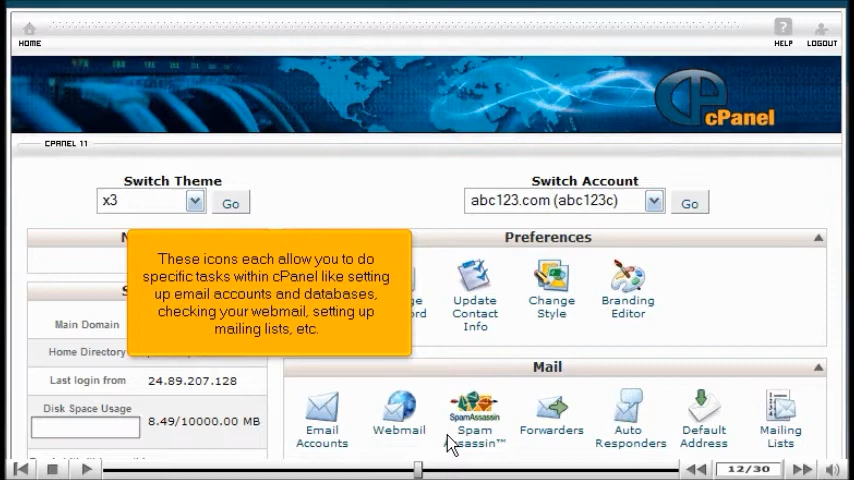 HOME
HELP
LOGOUT
cPanel
CPANEL 11
Switch Theme
Switch Account
x3
Go
abc123.com (abc123c)
Go
These icons each allow you to do
specific tasks within cPanel like setting
up email accounts and databases,
checking your webmail, setting up
mailing lists, etc.
Preferences
Update
Contact
Info
Change
Style
Branding
Editor
Main Domain
Home Directory
Last login from
24.89.207.128
Disk Space Usage
8.49/10000.00 MB
Mail
Email
Accounts
Webmail
SpamAssassin
Spam
Assassin™
Forwarders
Auto
Responders
Default
Address
Mailing
Lists
12/30